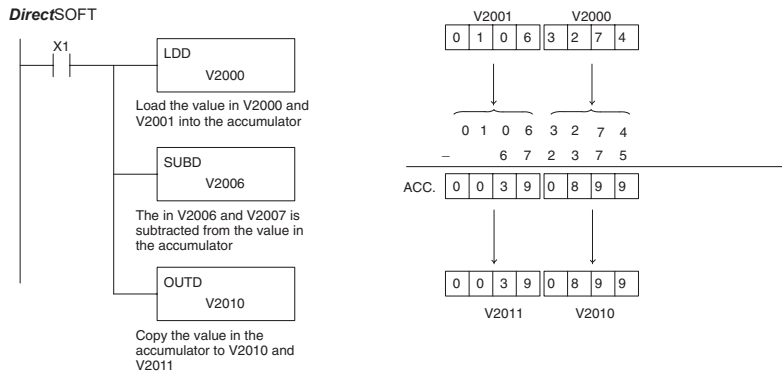 DirectSOFT
X1
LDD
V2000
Load the value in V2000 and
V2001 into the accumulator
SUBD
V2006
The in V2006 and V2007 is
subtracted from the value in
the accumulator
OUTD
V2010
Copy the value in the
accumulator to V2010 and
V2011
V2001 V2000
0 1 0 6 3 2 7 4
0 1 0 6 3 2 7 4
– 6 7 2 3 7 5
ACC. 0 0 3 9 0 8 9 9
0 0 3 9 0 8 9 9
V2011 V2010